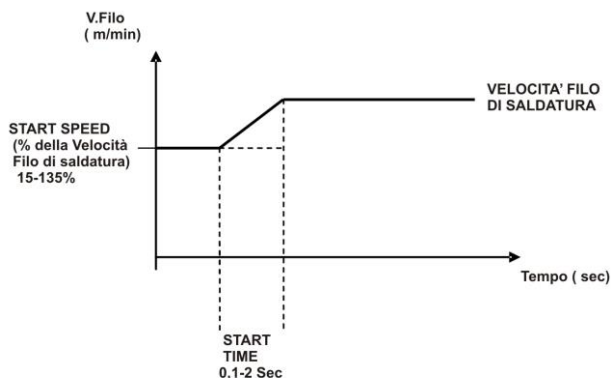 V.Filo
( m/min)
VELOCITA' FILO
DI SALDATURA
START SPEED
(% della Velocità
Filo di saldatura)
15-135%
Tempo ( sec)
START
TIME
0.1-2 Sec